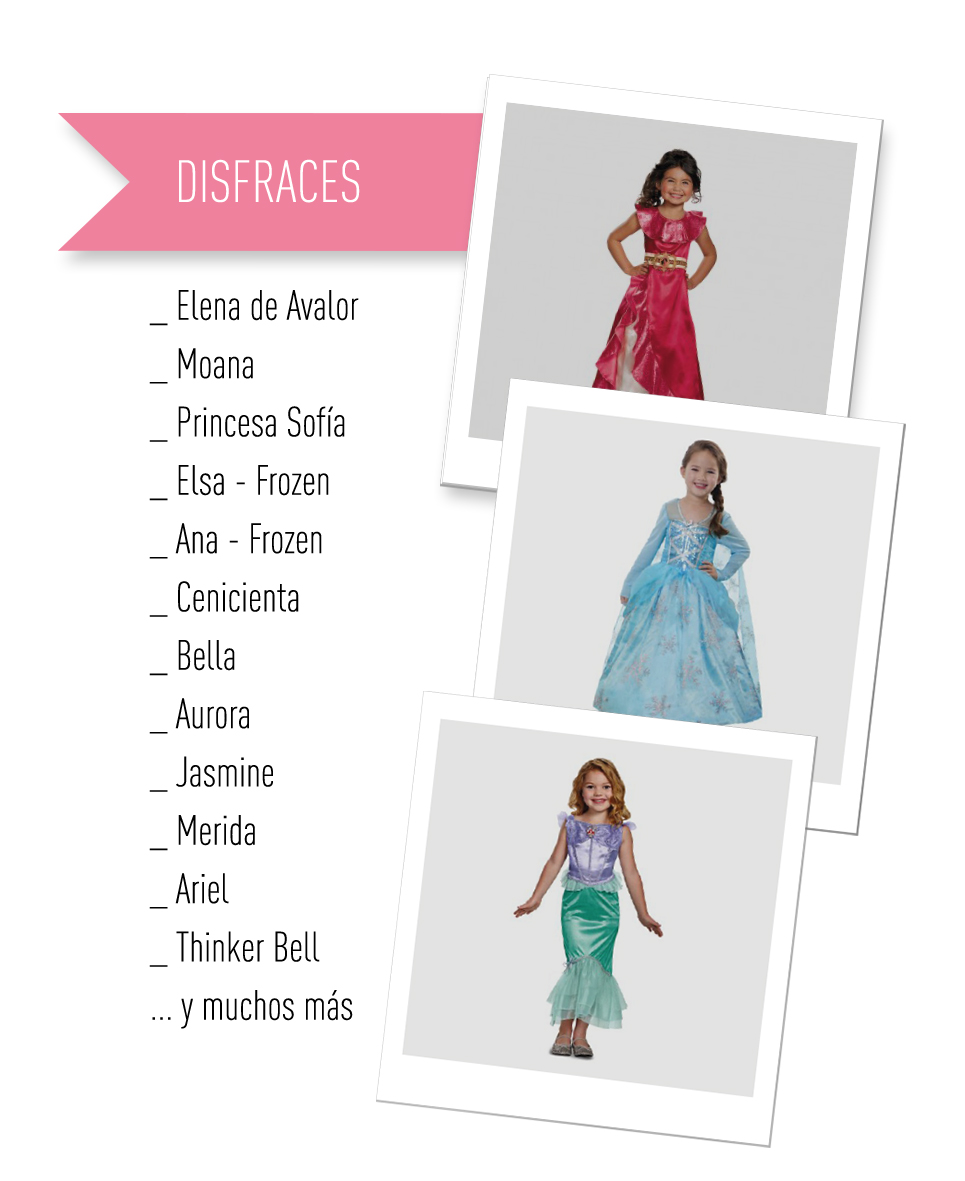 DISFRACES
_ Elena de Avalor
_ Moana
_ Princesa Sofía
_ Elsa - Frozen
_ Ana - Frozen
_ Cenicienta
_ Bella
_ Aurora
_ Jasmine
_ Merida
_ Ariel
_ Thinker Bell
... y muchos más